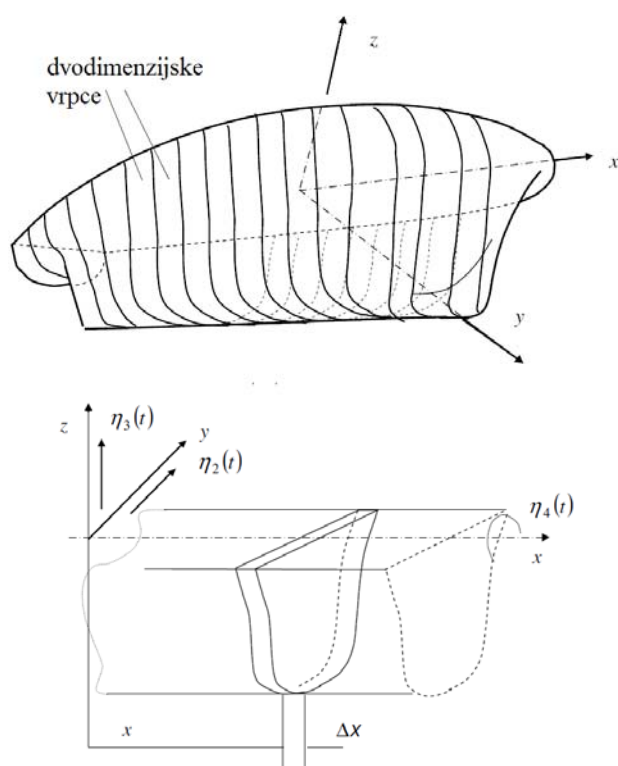 z
dvodimenzijske
vrpce
x
y
z
η₃(t)
y
η₂(t)
η₄(t)
x
x
Δx